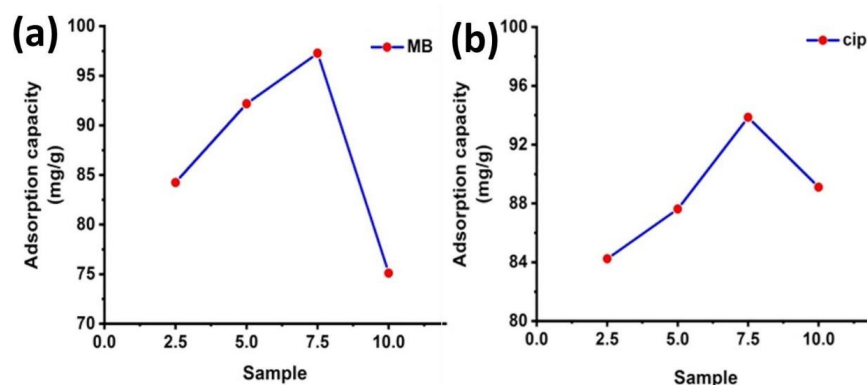 (a)
MB
100
95
90
85
80
75
70
Adsorption capacity
(mg/g)
0.0 2.5 5.0 7.5 10.0
Sample
(b)
cip
100
96
92
88
84
80
Adsorption capacity
(mg/g)
0.0 2.5 5.0 7.5 10.0
Sample